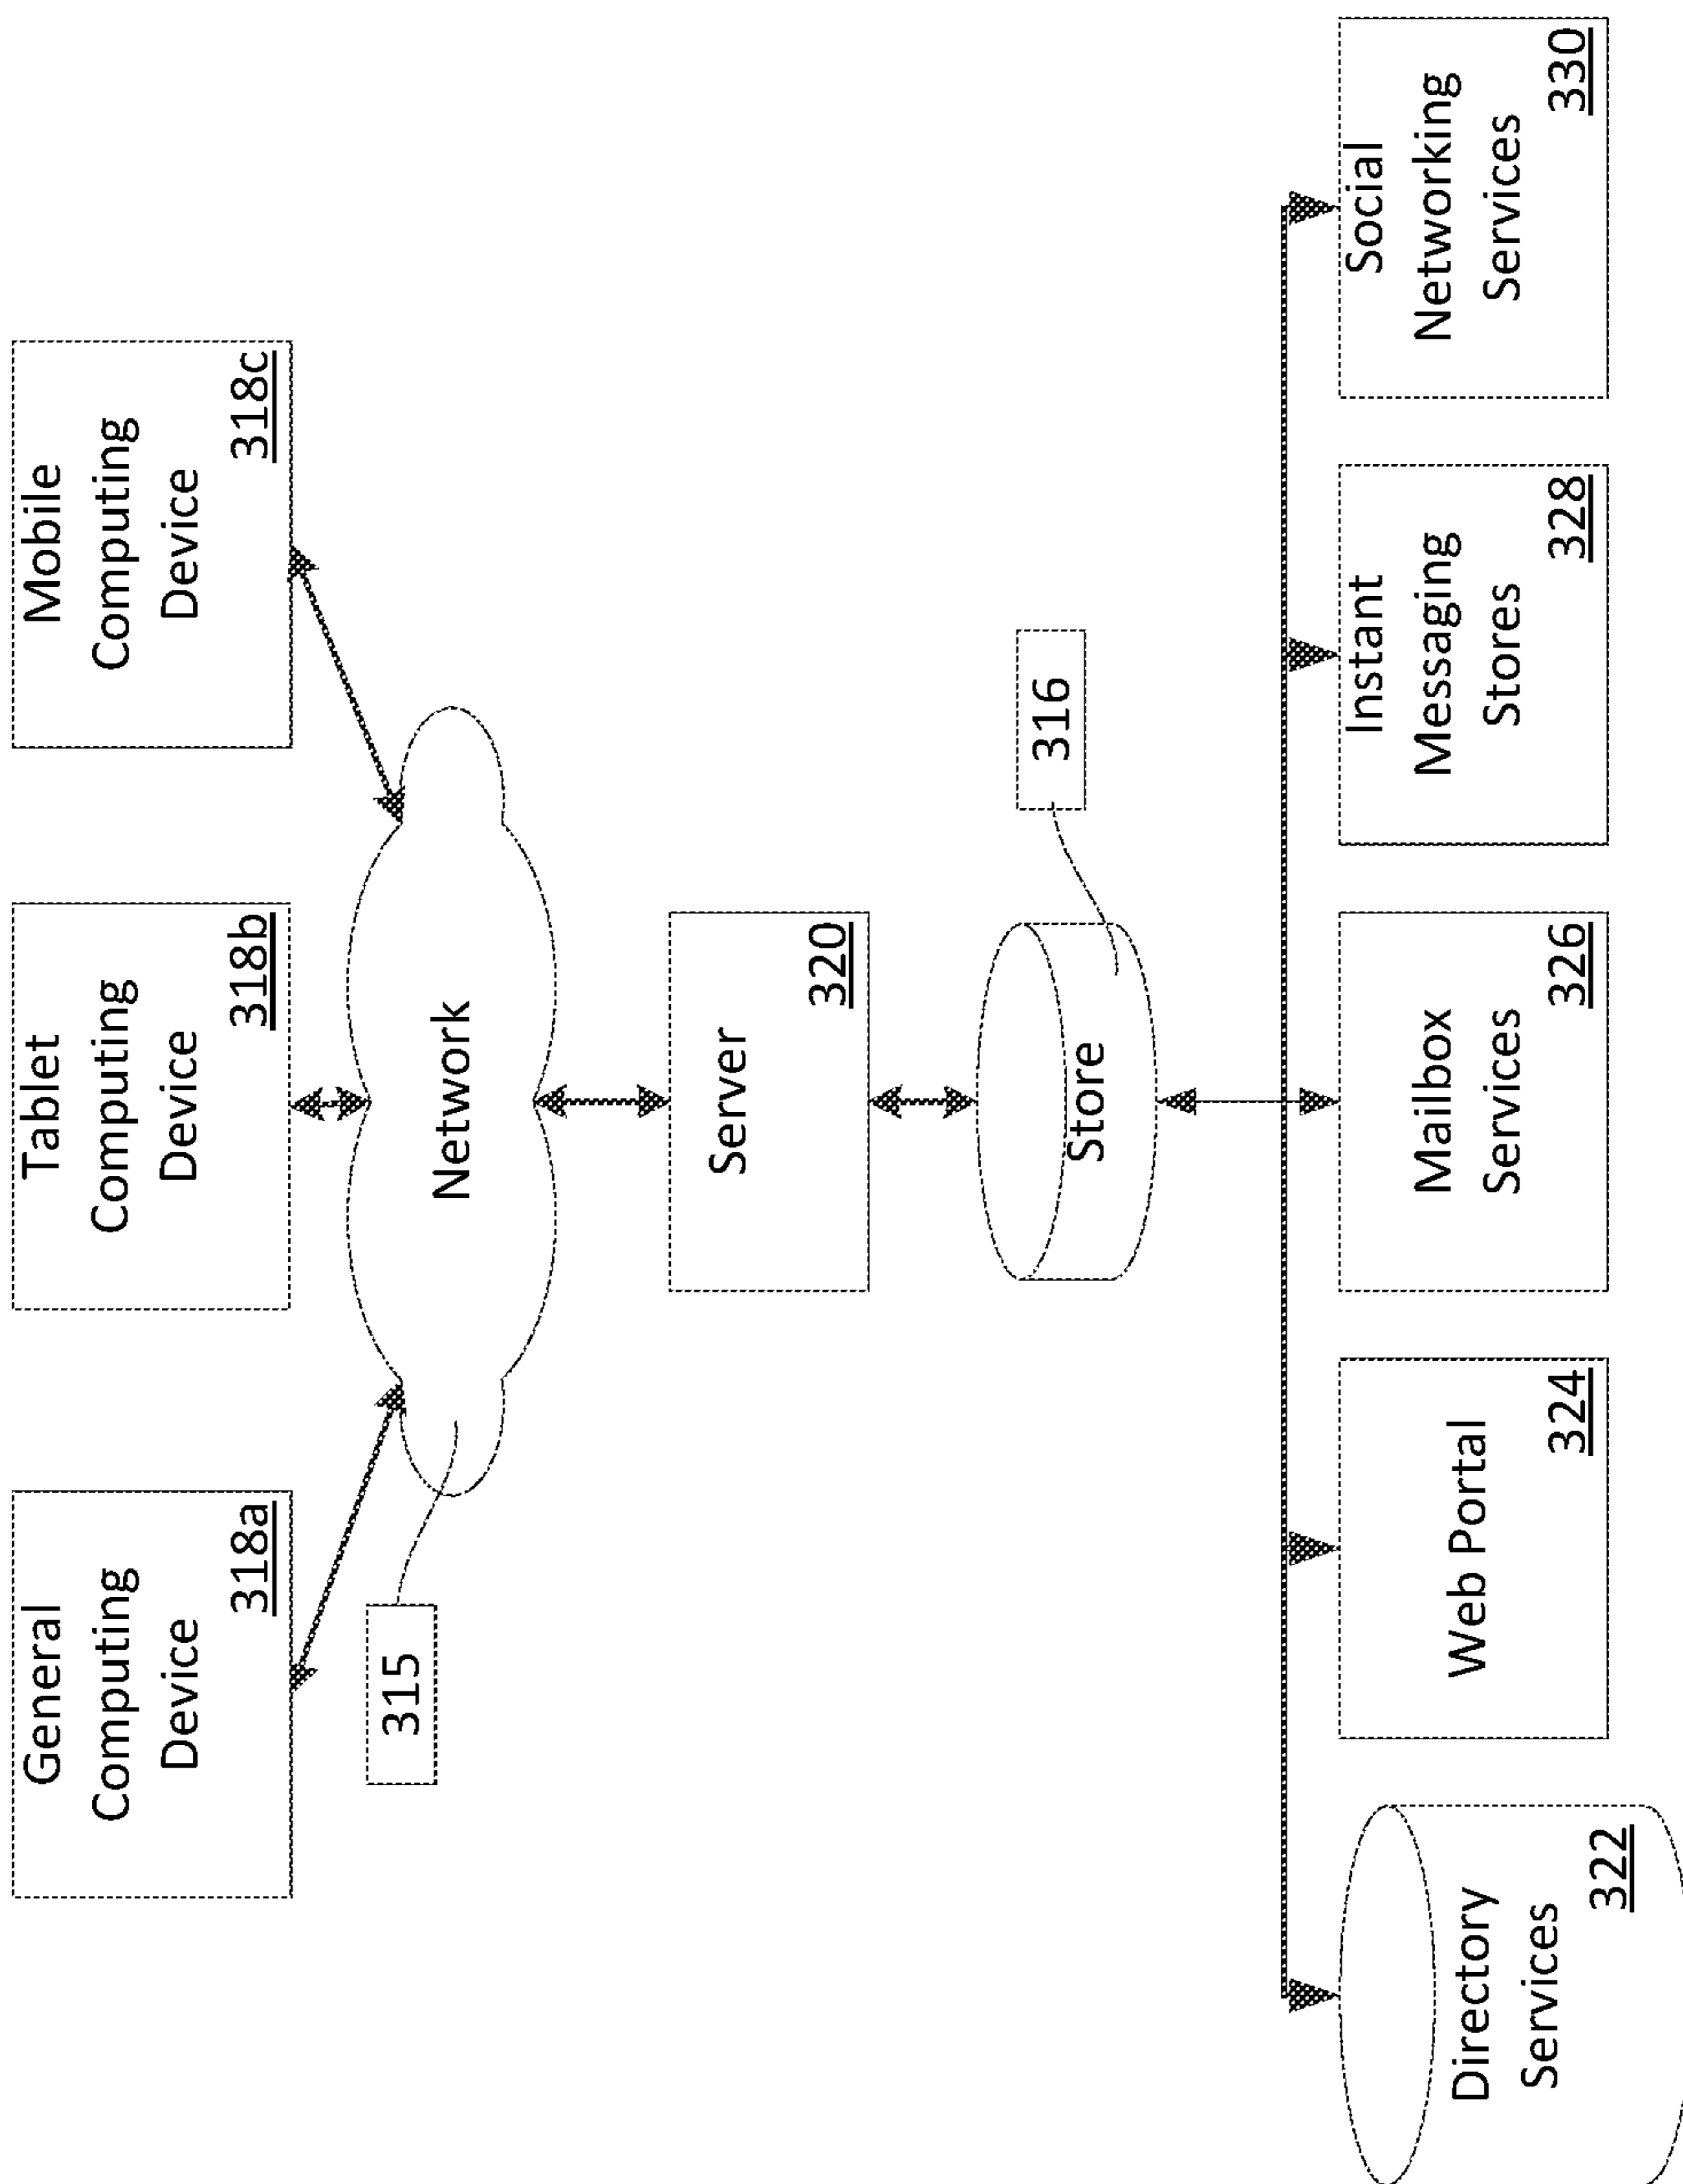 General
Computing
Device
318a
Tablet
Computing
Device
318b
Mobile
Computing
Device
318c
315
Network
Server
320
316
Store
Directory
Services
322
Web Portal
324
Mailbox
Services
326
Instant
Messaging
Stores
328
Social
Networking
Services
330